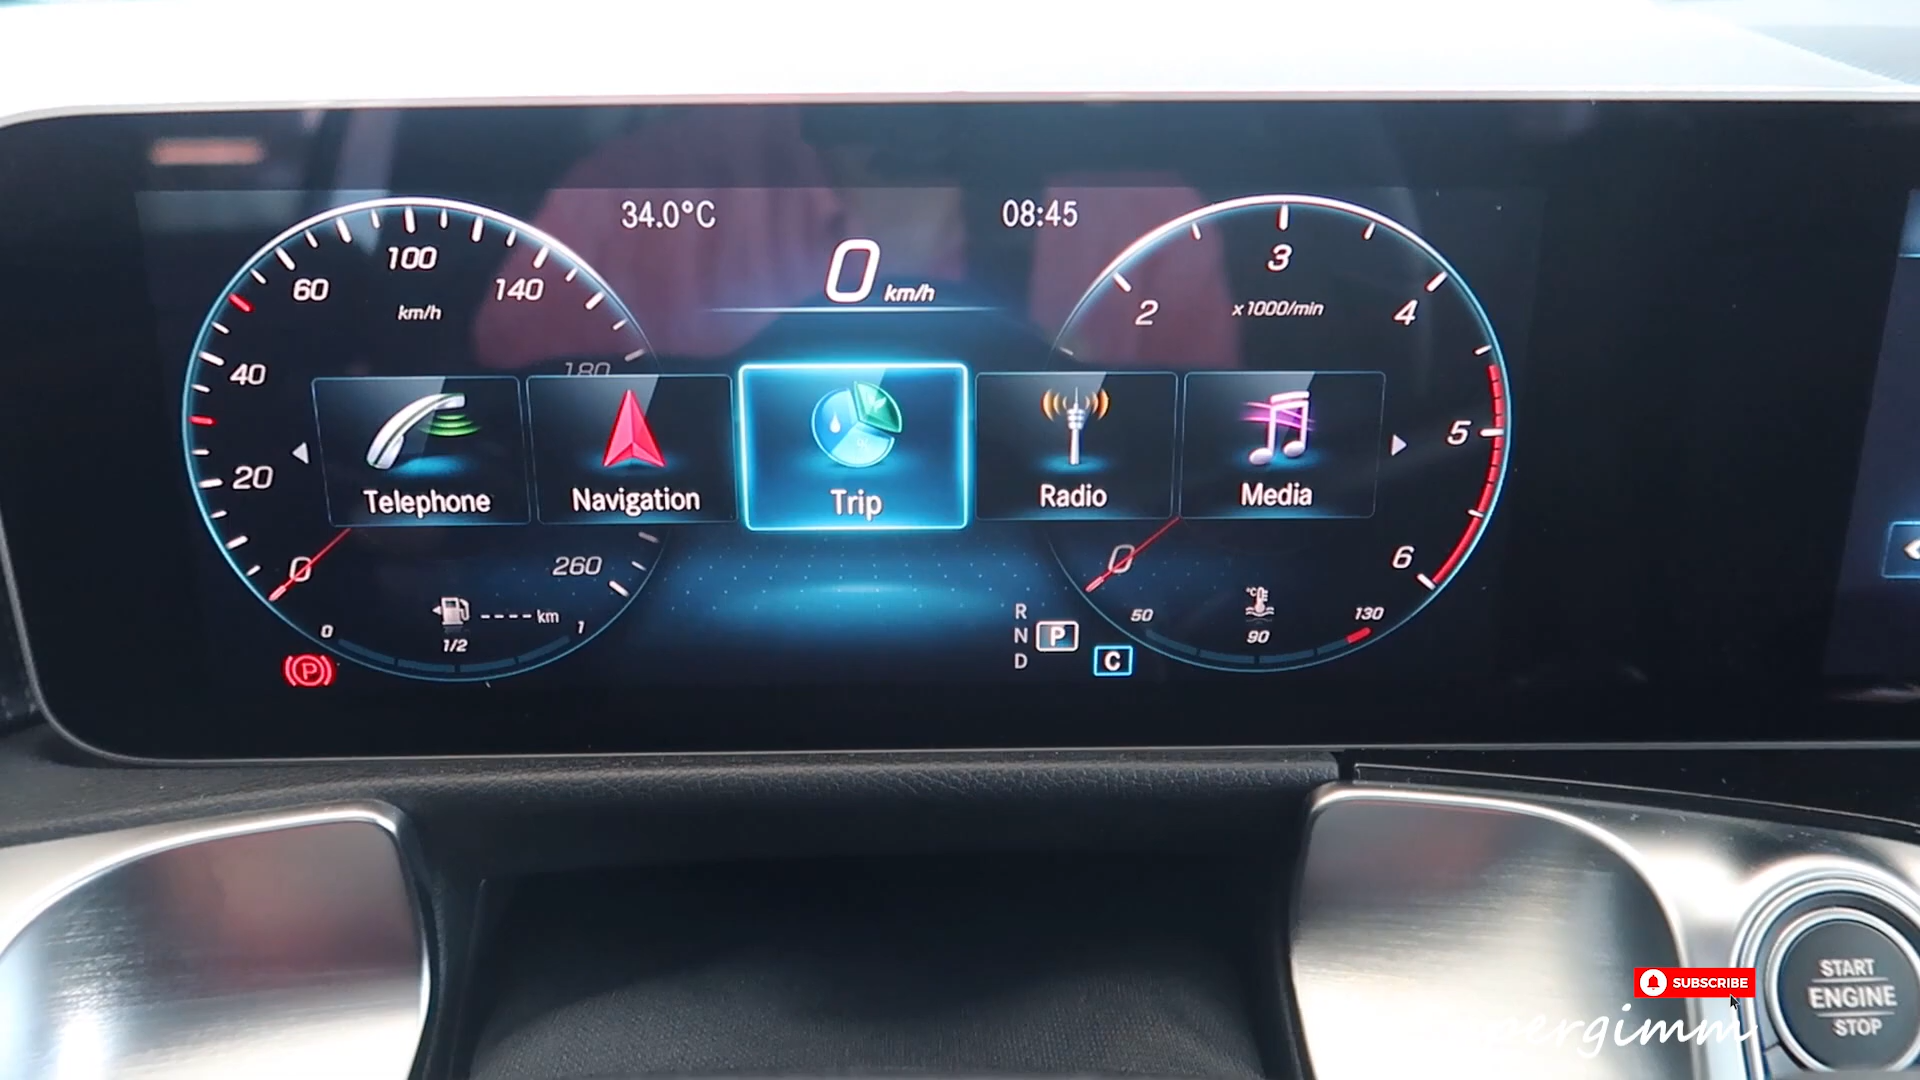 34.0°C
08:45
0 km/h
100
60
140
km/h
40
180
20
0
260
3
x1000/min
2
4
5
6
0
Telephone
Navigation
Trip
Radio
Media
---- km
0
1/2
1
P
R
N
P
D
C
50
°C
90
130
START
ENGINE
STOP
SUBSCRIBE